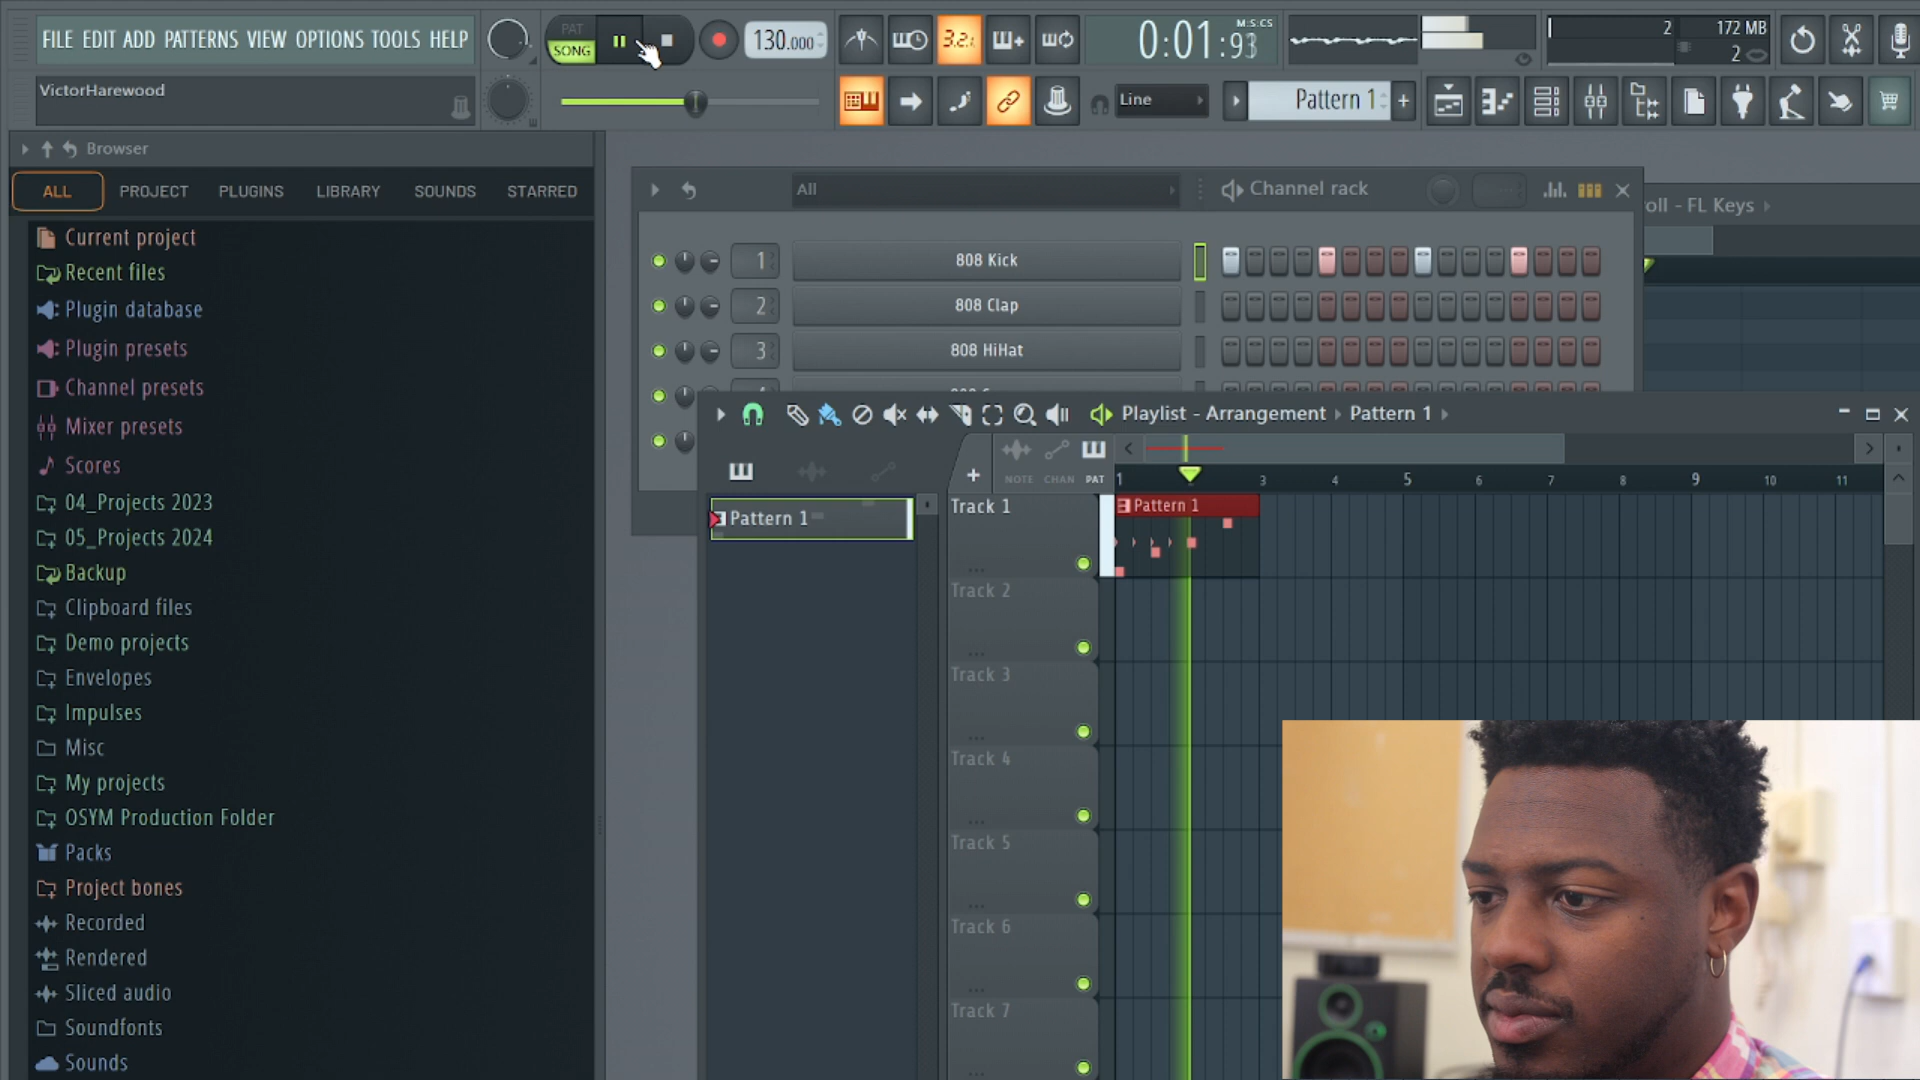 FILE EDIT ADD PATTERNS VIEW OPTIONS TOOLS HELP
PAT
SONG
130.000
3.2.
0:01:93
M:S:CS
2
172 MB
2
VictorHarewood
Line
Pattern 1
Browser
ALL PROJECT PLUGINS LIBRARY SOUNDS STARRED
Current project
Recent files
Plugin database
Plugin presets
Channel presets
Mixer presets
Scores
04_Projects 2023
05_Projects 2024
Backup
Clipboard files
Demo projects
Envelopes
Impulses
Misc
My projects
OSYM Production Folder
Packs
Project bones
Recorded
Rendered
Sliced audio
Soundfonts
Sounds
All
Channel rack
1 808 Kick
2 808 Clap
3 808 HiHat
oll - FL Keys
Playlist - Arrangement Pattern 1
NOTE CHAN PAT
1 3 4 5 6 7 8 9 10 11
Pattern 1
Track 1
Pattern 1
Track 2
Track 3
Track 4
Track 5
Track 6
Track 7